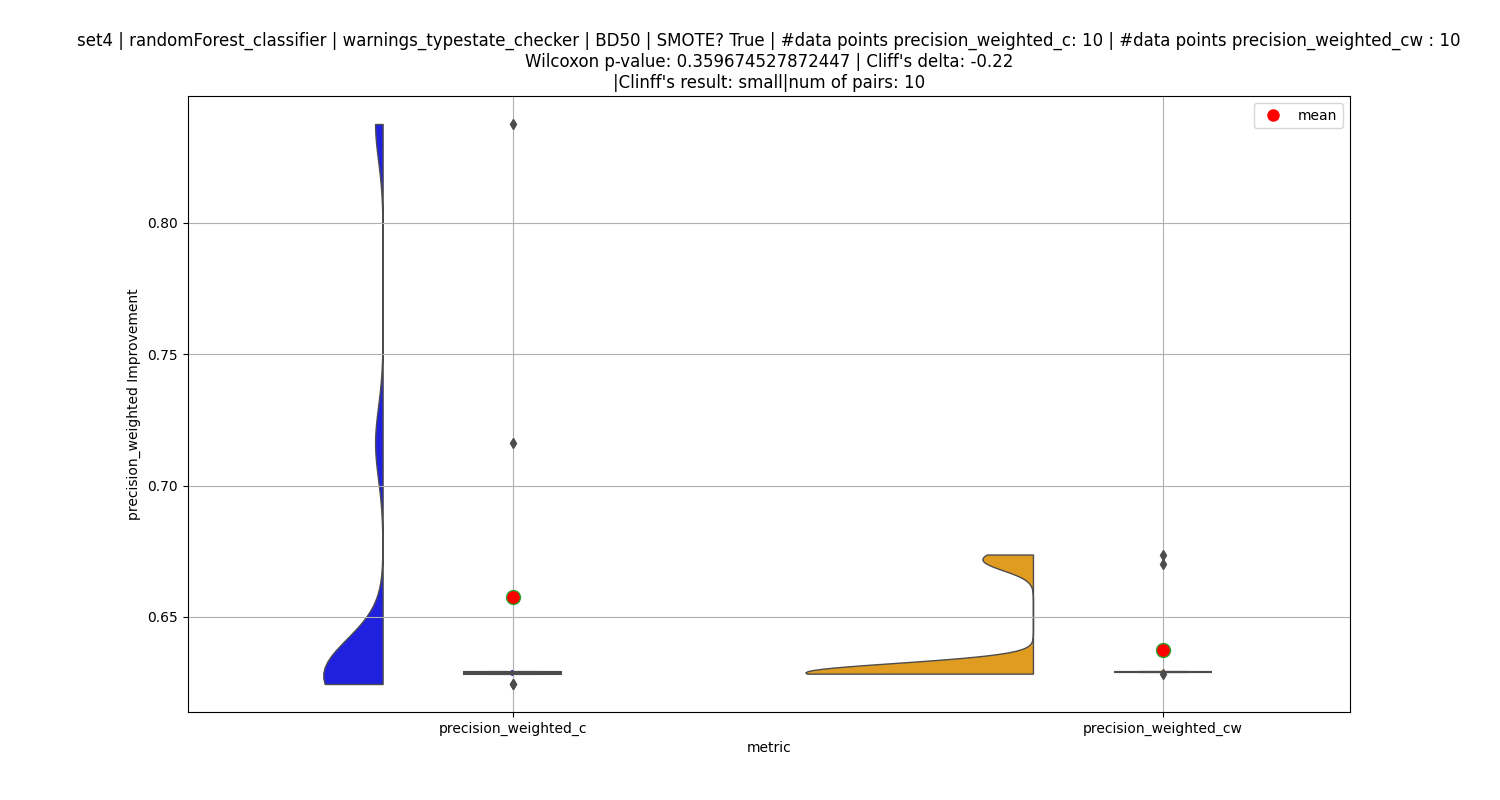 set4 | randomForest_classifier | warnings_typestate_checker | BD50 | SMOTE? True | #data points precision_weighted_c: 10 | #data points precision_weighted_cw : 10
Wilcoxon p-value: 0.359674527872447 | Cliff's delta: -0.22
|Clinff's result: small|num of pairs: 10
mean
precision_weighted Improvement
0.80
0.75
0.70
0.65
precision_weighted_c
precision_weighted_cw
metric